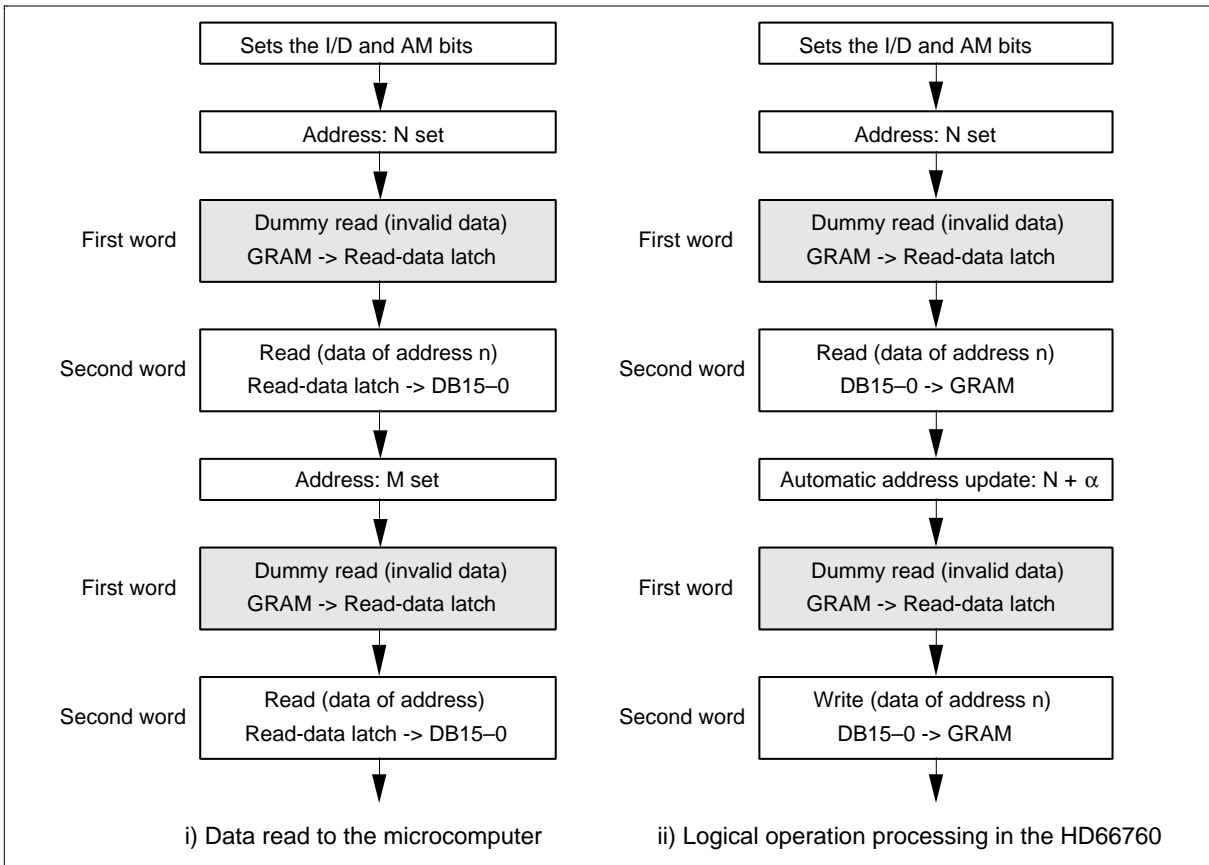 Sets the I/D and AM bits
Address: N set
First word
Dummy read (invalid data)
GRAM -> Read-data latch
Second word
Read (data of address n)
Read-data latch -> DB15–0
Address: M set
First word
Dummy read (invalid data)
GRAM -> Read-data latch
Second word
Read (data of address)
Read-data latch -> DB15–0
i) Data read to the microcomputer
Sets the I/D and AM bits
Address: N set
First word
Dummy read (invalid data)
GRAM -> Read-data latch
Second word
Read (data of address n)
DB15–0 -> GRAM
Automatic address update: N + α
First word
Dummy read (invalid data)
GRAM -> Read-data latch
Second word
Write (data of address n)
DB15–0 -> GRAM
ii) Logical operation processing in the HD66760